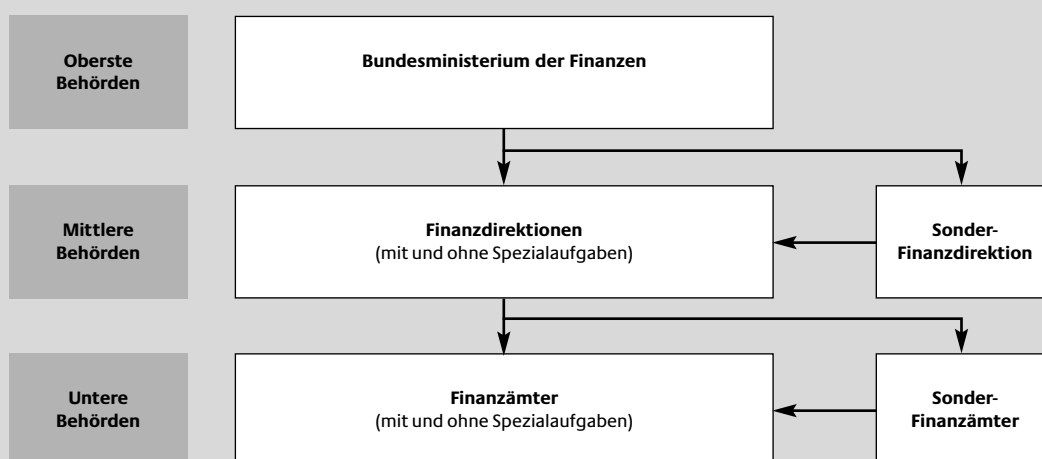 Oberste
Behörden
Bundesministerium der Finanzen
Mittlere
Behörden
Finanzdirektionen
(mit und ohne Spezialaufgaben)
Sonder-
Finanzdirektion
Untere
Behörden
Finanzämter
(mit und ohne Spezialaufgaben)
Sonder-
Finanzämter